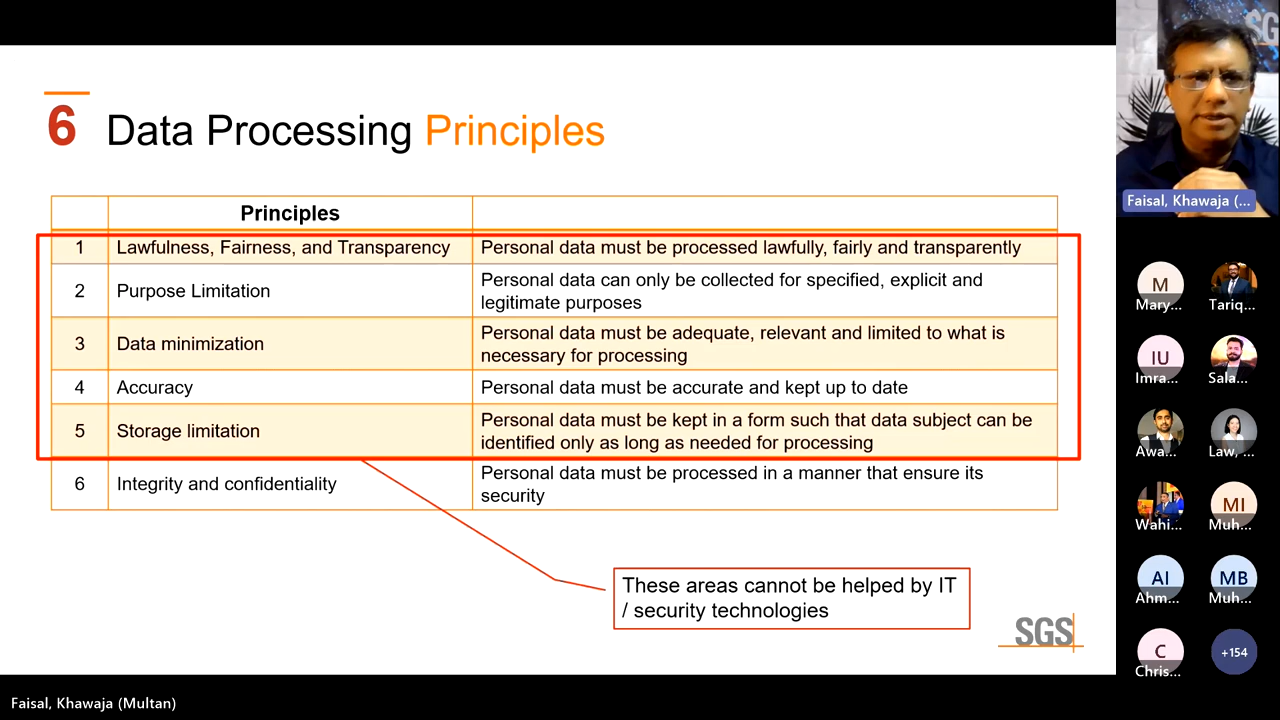 6 Data Processing Principles
Principles
1 Lawfulness, Fairness, and Transparency Personal data must be processed lawfully, fairly and transparently
2 Purpose Limitation Personal data can only be collected for specified, explicit and
legitimate purposes
3 Data minimization Personal data must be adequate, relevant and limited to what is
necessary for processing
4 Accuracy Personal data must be accurate and kept up to date
5 Storage limitation Personal data must be kept in a form such that data subject can be
identified only as long as needed for processing
6 Integrity and confidentiality Personal data must be processed in a manner that ensure its
security
These areas cannot be helped by IT
/ security technologies
SGS
SG
Faisal, Khawaja (...
M
Mary...
Tariq...
IU
Imra...
Sala...
Awa...
Law, ...
Wahi...
MI
Muh...
AI
Ahm...
MB
Muh...
C
Chris...
+154
Faisal, Khawaja (Multan)